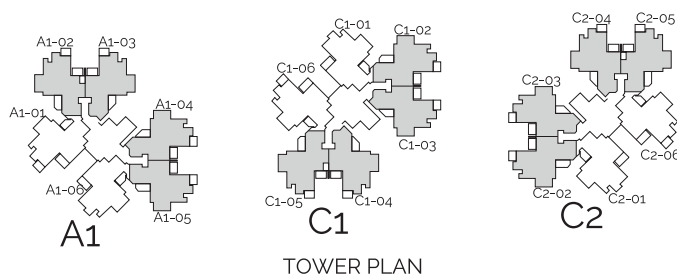 A1-02
A1-03
A1-01
A1-04
A1-06
A1-05
A1
C1-01
C1-02
C1-06
C1-03
C1-05
C1-04
C1
C2-04
C2-05
C2-03
C2-06
C2-02
C2-01
C2
TOWER PLAN